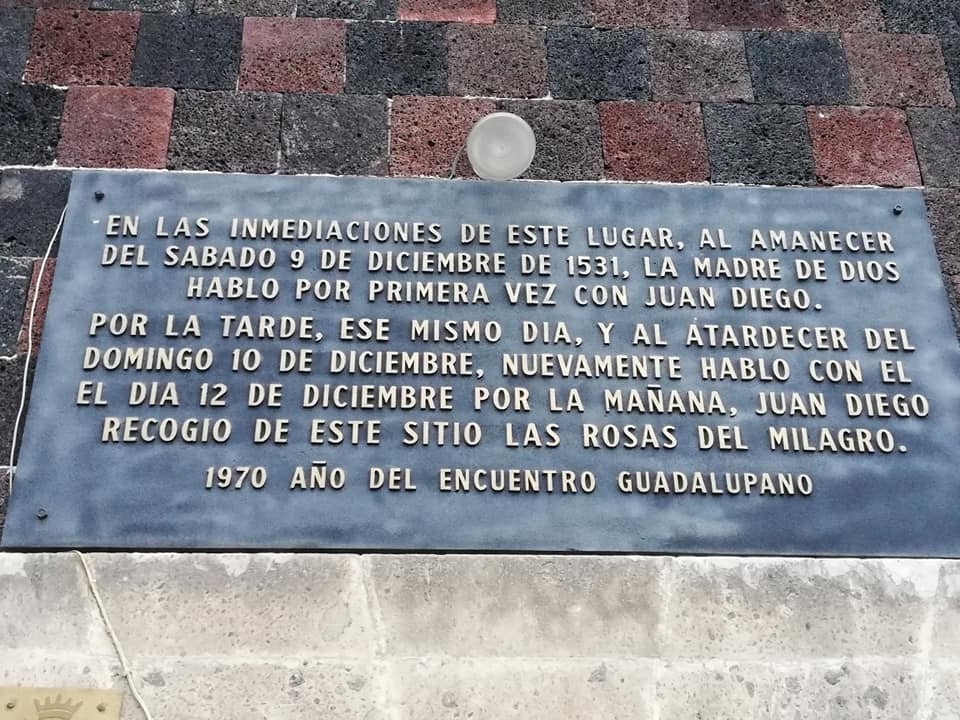 EN LAS INMEDIACIONES DE ESTE LUGAR, AL AMANECER
DEL SABADO 9 DE DICIEMBRE DE 1531, LA MADRE DE DIOS
HABLO POR PRIMERA VEZ CON JUAN DIEGO.
POR LA TARDE, ESE MISMO DIA, Y AL ATARDECER DEL
DOMINGO 10 DE DICIEMBRE, NUEVAMENTE HABLO CON EL
EL DIA 12 DE DICIEMBRE POR LA MAÑANA, JUAN DIEGO
RECOGIO DE ESTE SITIO LAS ROSAS DEL MILAGRO.
1970 AÑO DEL ENCUENTRO GUADALUPANO